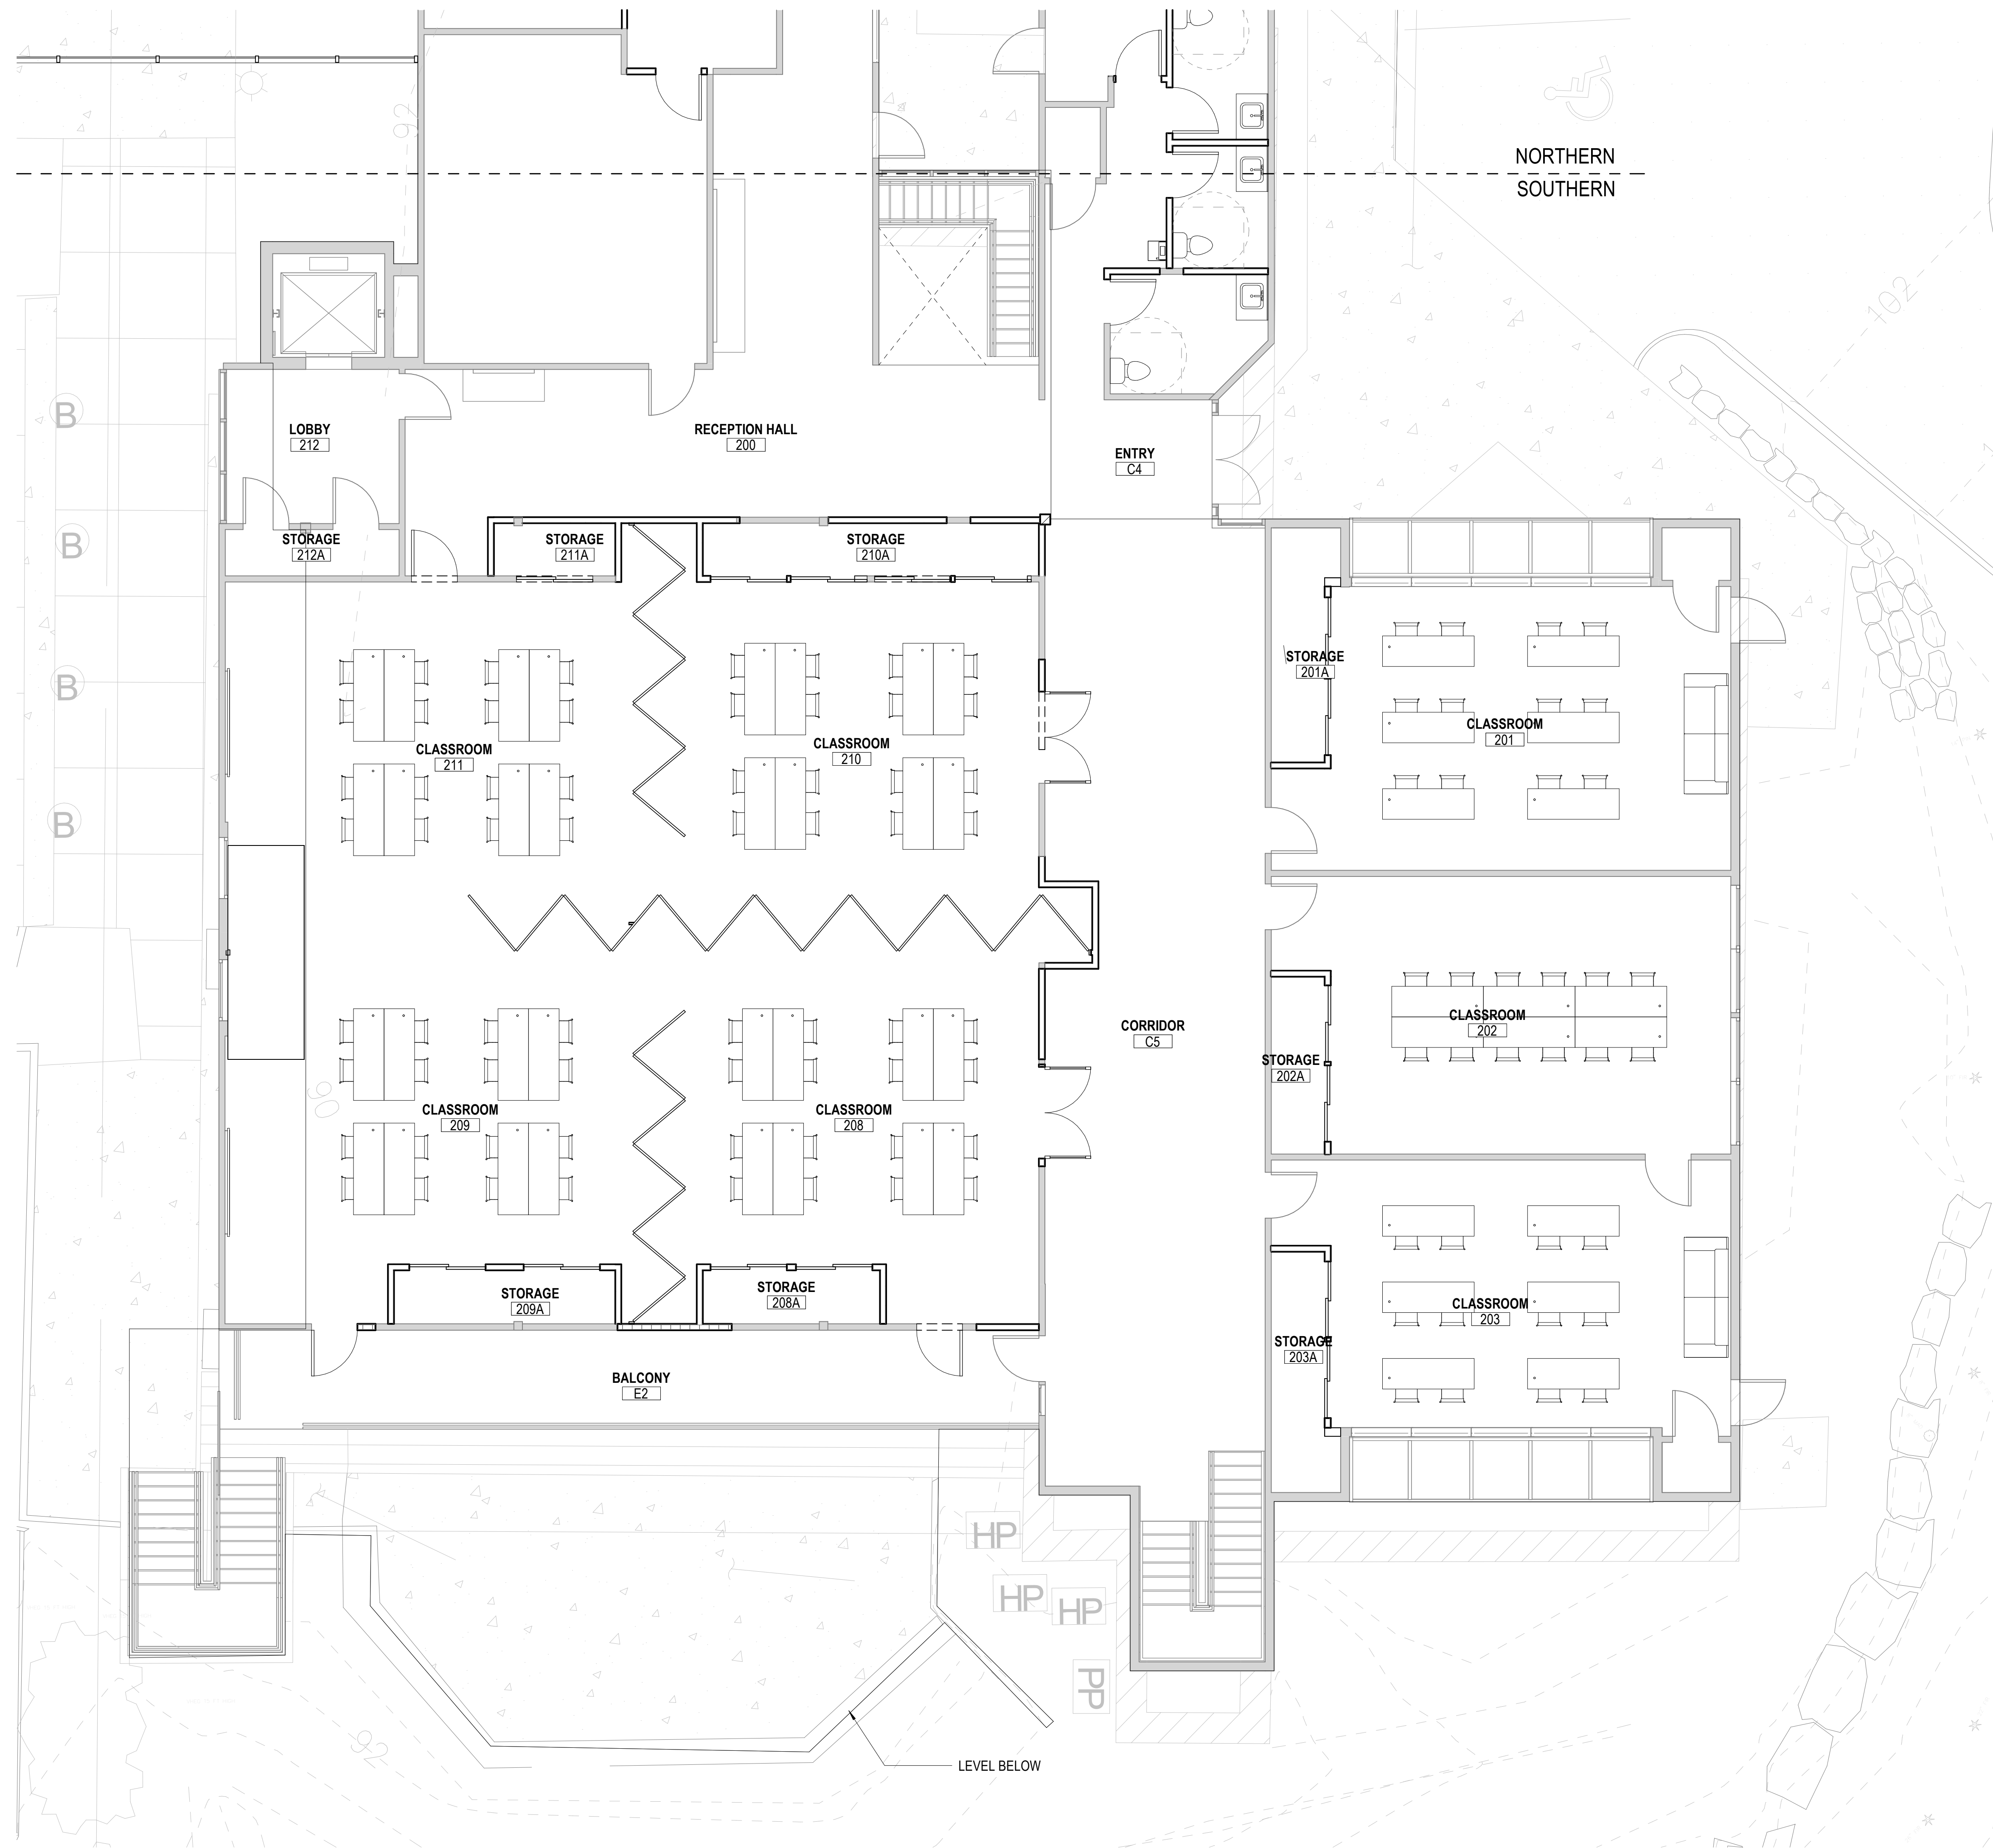 NORTHERN
SOUTHERN
92
102
B
B
B
B
LOBBY
212
RECEPTION HALL
200
ENTRY
C4
STORAGE
212A
STORAGE
211A
STORAGE
210A
STORAGE
201A
CLASSROOM
211
CLASSROOM
210
CLASSROOM
201
CORRIDOR
C5
CLASSROOM
202
STORAGE
202A
90
CLASSROOM
209
CLASSROOM
208
STORAGE
209A
STORAGE
208A
CLASSROOM
203
STORAGE
203A
BALCONY
E2
HP
HP
HP
PP
92
LEVEL BELOW